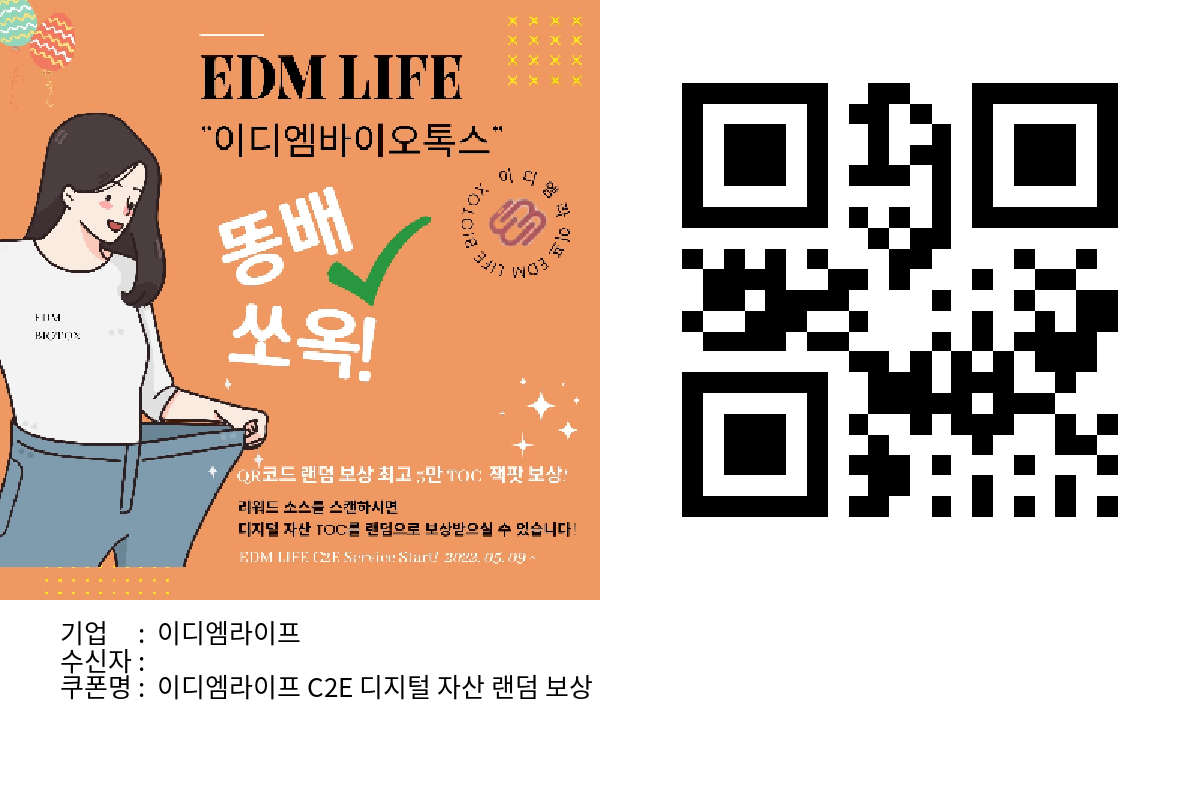 EDM LIFE
"이디엠바이오톡스"
이디엠라이프 EDM LIFE BIOTOX
똥배
쏘옥!
EDM
BIOTOX
QR코드 랜덤 보상 최고 5만 TOC 잭팟 보상!
리워드 소스를 스캔하시면
디지털 자산 TOC를 랜덤으로 보상받으실 수 있습니다!
EDM LIFE C2E Service Start! 2022. 05. 09 ~
기업 : 이디엠라이프
수신자 :
쿠폰명 : 이디엠라이프 C2E 디지털 자산 랜덤 보상